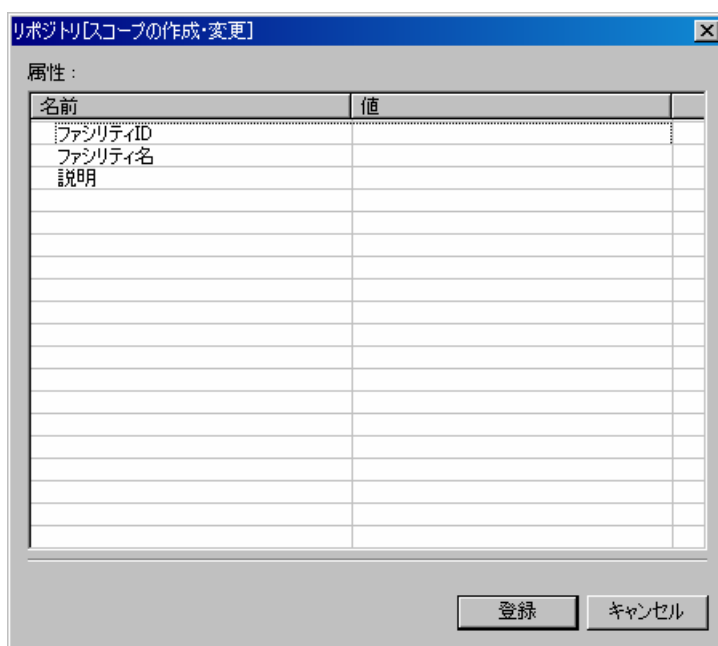 リポジトリ[スコープの作成・変更]
属性：
名前 値
ファシリティID
ファシリティ名
説明
登録 キャンセル